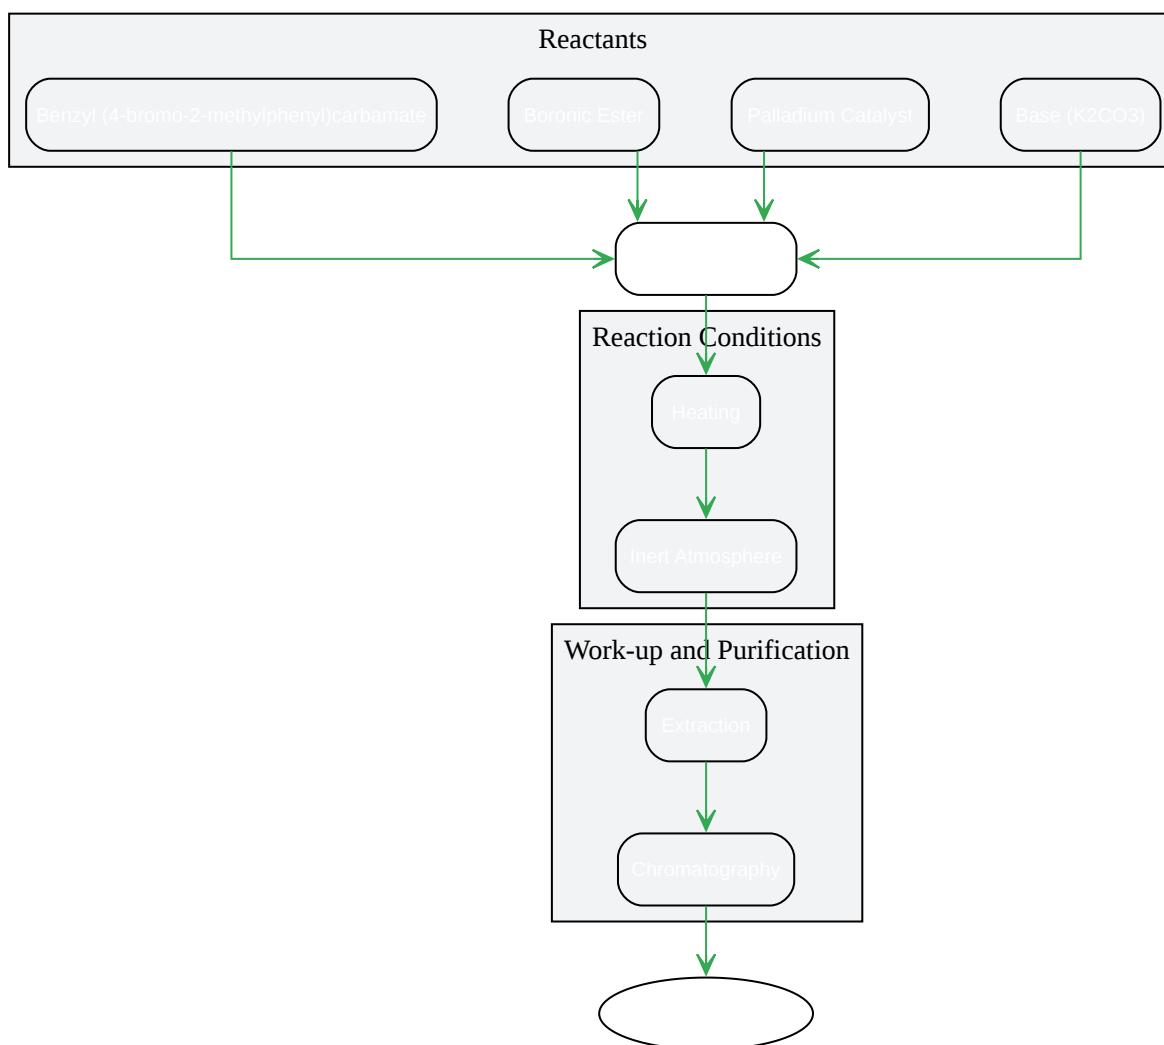 Reactants
Benzyl (4-bromo-2-methylphenyl)carbamate
Boronic Ester
Palladium Catalyst
Base (K2CO3)
Reaction Conditions
Heating
Inert Atmosphere
Work-up and Purification
Extraction
Chromatography